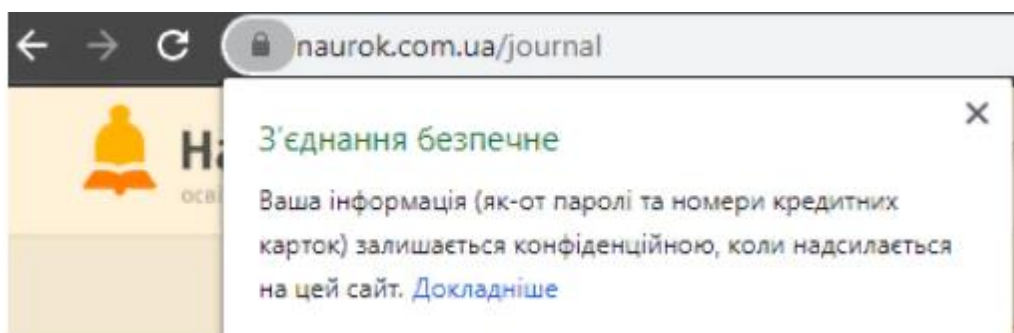 naurok.com.ua/journal
З'єднання безпечне
Ваша інформація (як-от паролі та номери кредитних
карток) залишається конфіденційною, коли надсилається
на цей сайт. Докладніше